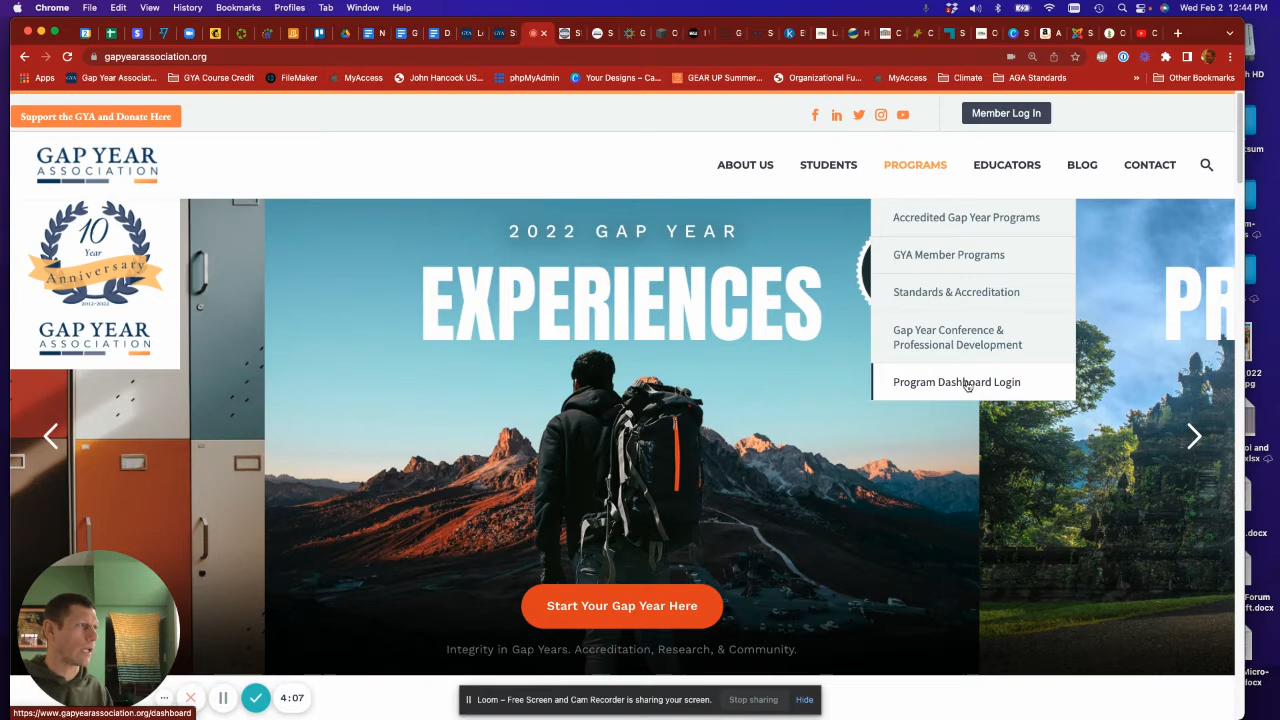 Chrome File Edit View History Bookmarks Profiles Tab Window Help
Wed Feb 2 12:44 PM
gapyearassociation.org
Apps Gap Year Associat... GYA Course Credit FileMaker MyAccess John Hancock US... phpMyAdmin Your Designes – Ca... GEAR UP Summer... Organizational Fu... MyAccess Climate AGA Standards » Other Bookmarks
Support the GYA and Donate Here
Member Log In
GAP YEAR
ASSOCIATION
ABOUT US STUDENTS PROGRAMS EDUCATORS BLOG CONTACT
10
Year
Anniversary
2012-2022
GAP YEAR
ASSOCIATION
2022 GAP YEAR
EXPERIENCES
PR
Accredited Gap Year Programs
GYA Member Programs
Standards & Accreditation
Gap Year Conference &
Professional Development
Program Dashboard Login
Start Your Gap Year Here
Integrity in Gap Years. Accreditation, Research, & Community.
4:07
Loom – Free Screen and Cam Recorder is sharing your screen. Stop sharing Hide
https://www.gapyearassociation.org/dashboard